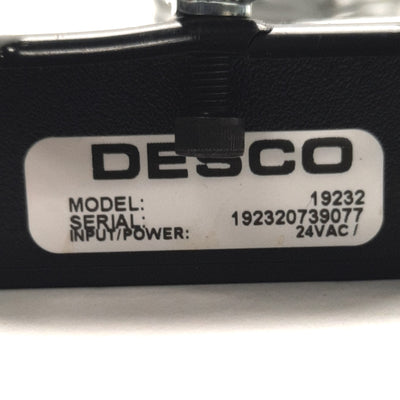 DESCO
MODEL: 19232
SERIAL: 192320739077
INPUT/POWER: 24VAC /